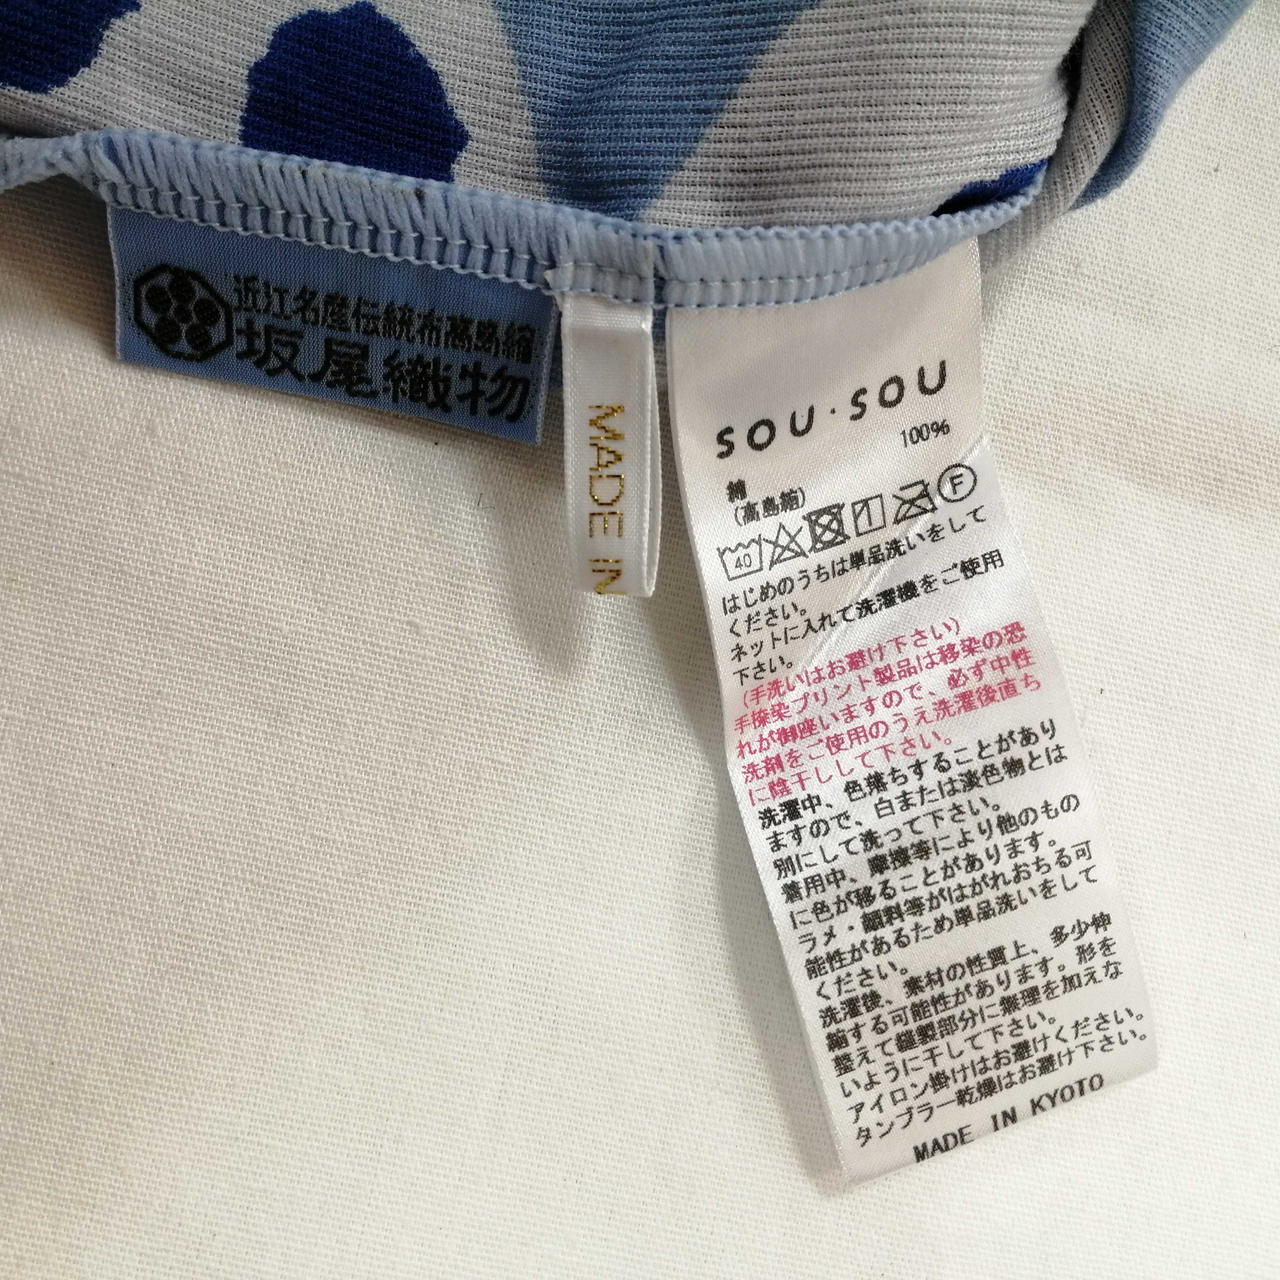 近江名産伝統布高島縮
坂尾織物
MADE IN
SOU・SOU
100%
綿
(高島縮)
40
F
はじめのうちは単品洗いをして
ください。
ネットに入れて洗濯機をご使用
下さい。
(手洗いはお避け下さい)
手捺染プリント製品は移染の恐
れが御座いますので、必ず中性
洗剤をご使用のうえ洗濯後直ち
に陰干しして下さい。
洗濯中、色落ちすることがあり
ますので、白または淡色物とは
別にして洗って下さい。
着用中、摩擦等により他のもの
に色が移ることがあります。
ラメ・顔料等がはがれおちる可
能性があるため単品洗いをして
ください。
洗濯後、素材の性質上、多少伸
縮する可能性があります。形を
整えて縫製部分に無理を加えな
いように干して下さい。
アイロン掛けはお避けください。
タンブラー乾燥はお避け下さい。
MADE IN KYOTO